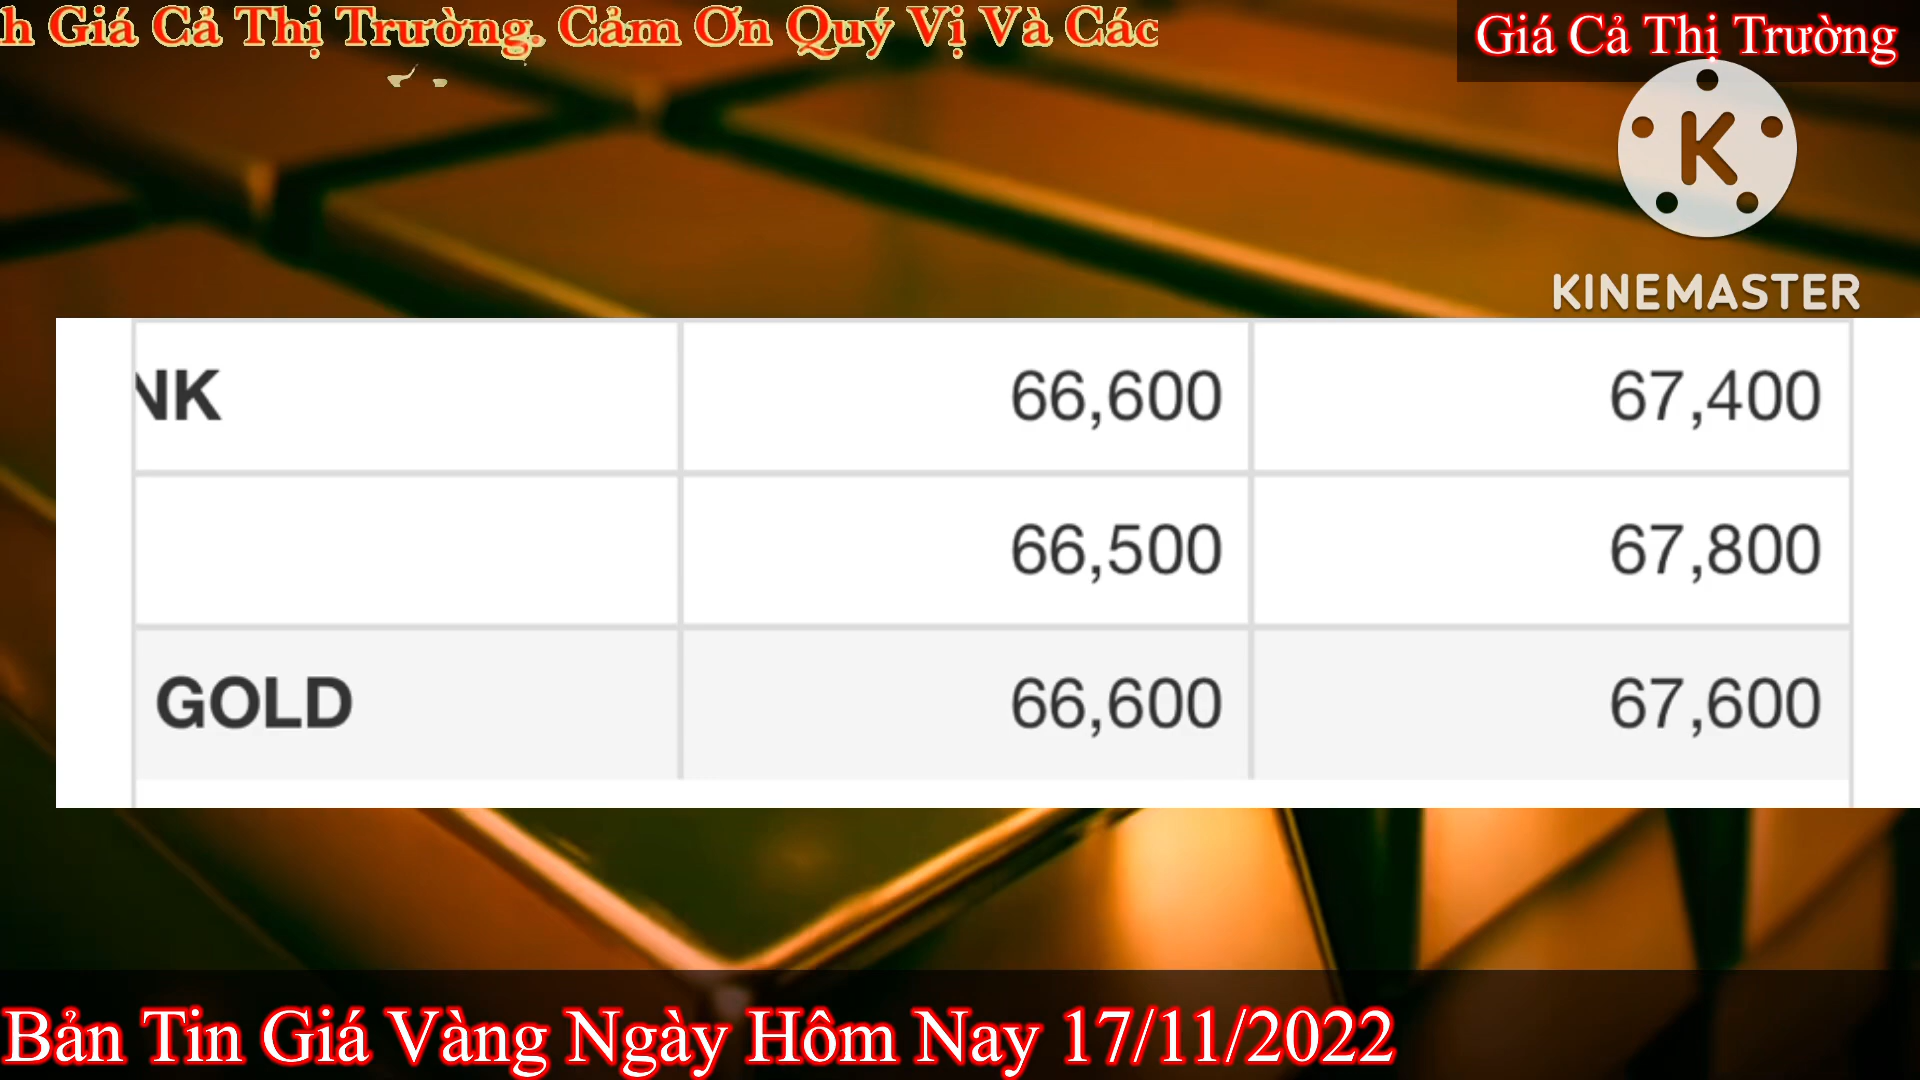 h Giá Cả Thị Trường. Cảm Ơn Quý Vị Và Các
Giá Cả Thị Trường
K
KINEMASTER
NK 66,600 67,400
66,500 67,800
GOLD 66,600 67,600
Bản Tin Giá Vàng Ngày Hôm Nay 17/11/2022